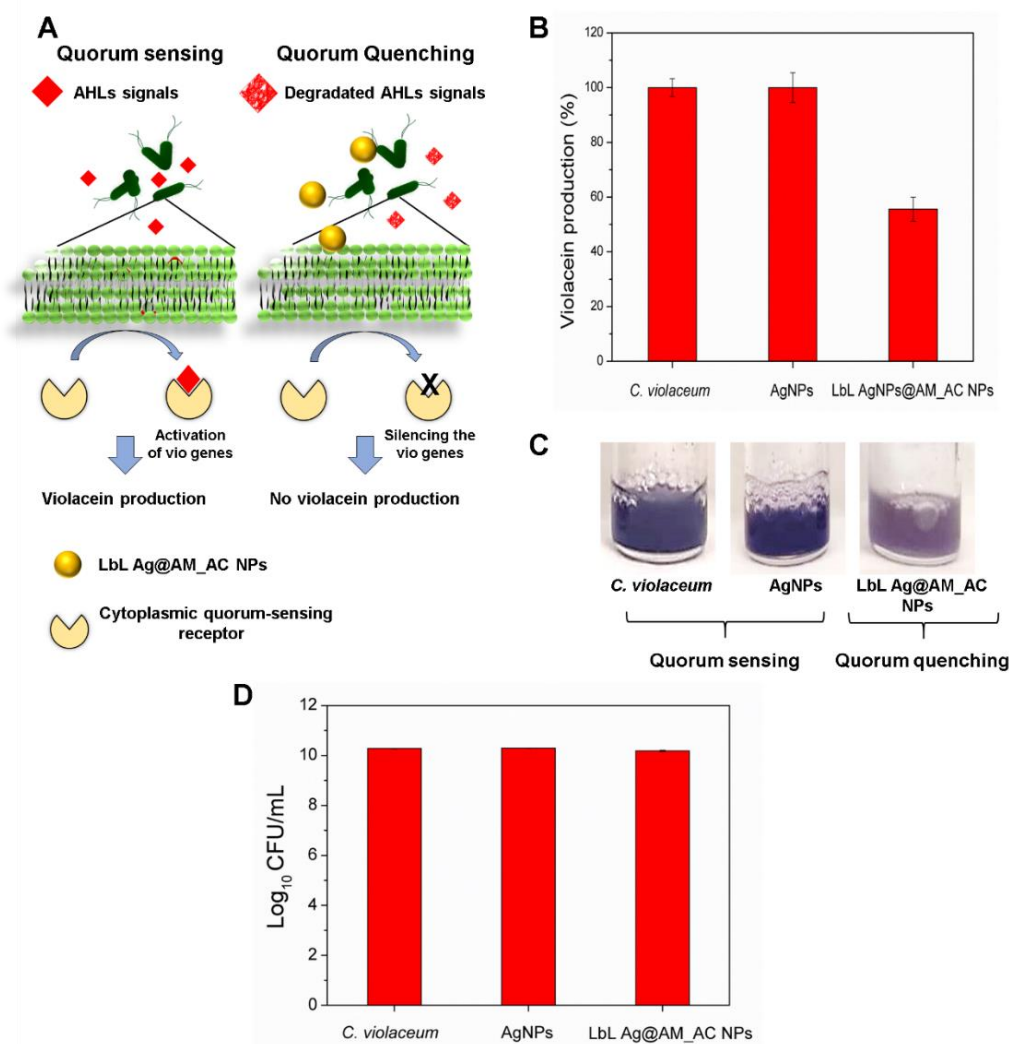 A
Quorum sensing
Quorum Quenching
AHLs signals
Degraded AHLs signals
Activation
of vio genes
Silencing the
vio genes
X
Violacein production
No violacein production
LbL Ag@AM_AC NPs
Cytoplasmic quorum-sensing
receptor
B
Violacein production (%)
120
100
80
60
40
20
0
C. violaceum
AgNPs
LbL AgNPs@AM_AC NPs
C
C. violaceum
AgNPs
LbL Ag@AM_AC
NPs
Quorum sensing
Quorum quenching
D
Log10 CFU/mL
12
10
8
6
4
2
0
C. violaceum
AgNPs
LbL Ag@AM_AC NPs